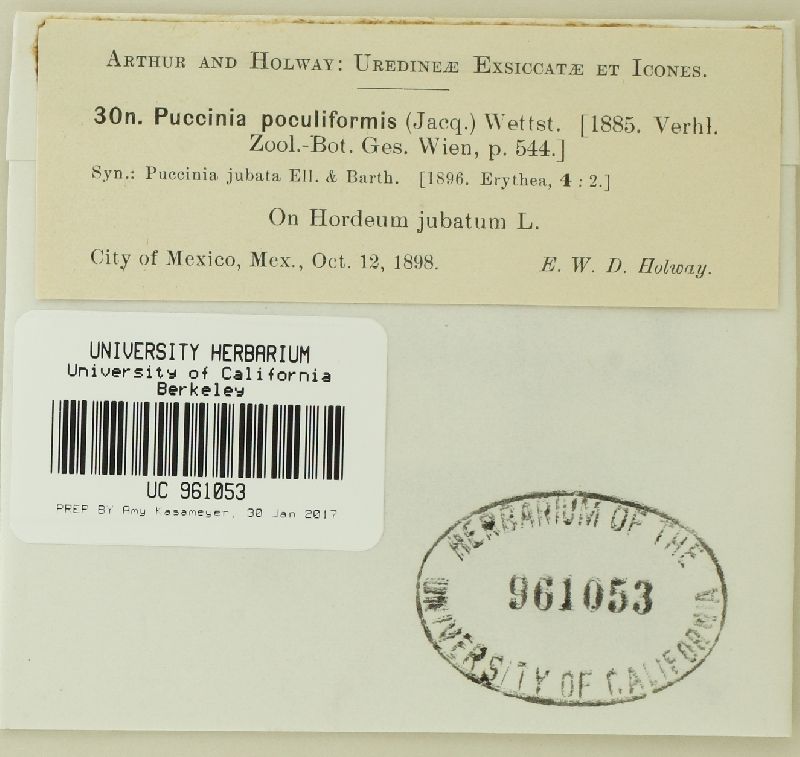 ARTHUR AND HOLWAY: UREDINEÆ EXSICCATÆ ET ICONES.
30n. Puccinia poculiformis (Jacq.) Wettst. [1885. Verhl.
Zool.-Bot. Ges. Wien, p. 544.]
Syn.: Puccinia jubata Ell. & Barth. [1896. Erythea, 4 : 2.]
On Hordeum jubatum L.
City of Mexico, Mex., Oct. 12, 1898. E. W. D. Holway.
UNIVERSITY HERBARIUM
University of California
Berkeley
UC 961053
PREP BY Amy Kasameyer, 30 Jan 2017
HERBARIUM OF THE
961053
UNIVERSITY OF CALIFORNIA